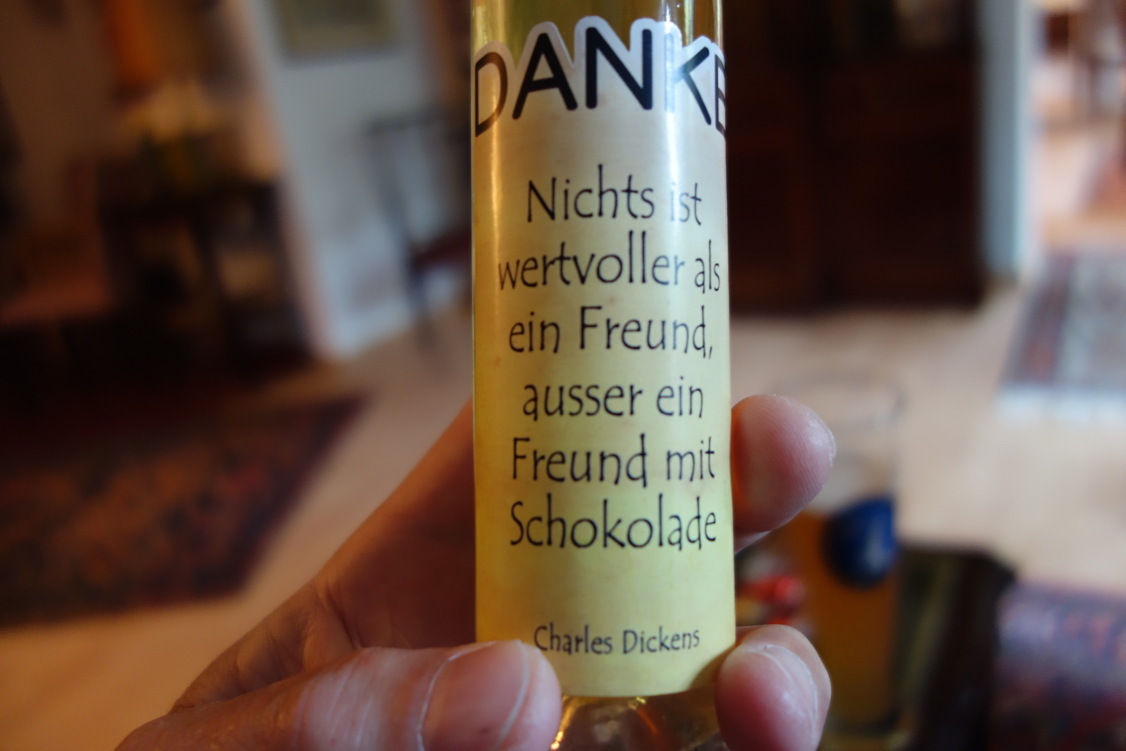 DANKE
Nichts ist
wertvoller als
ein Freund,
ausser ein
Freund mit
Schokolade
Charles Dickens